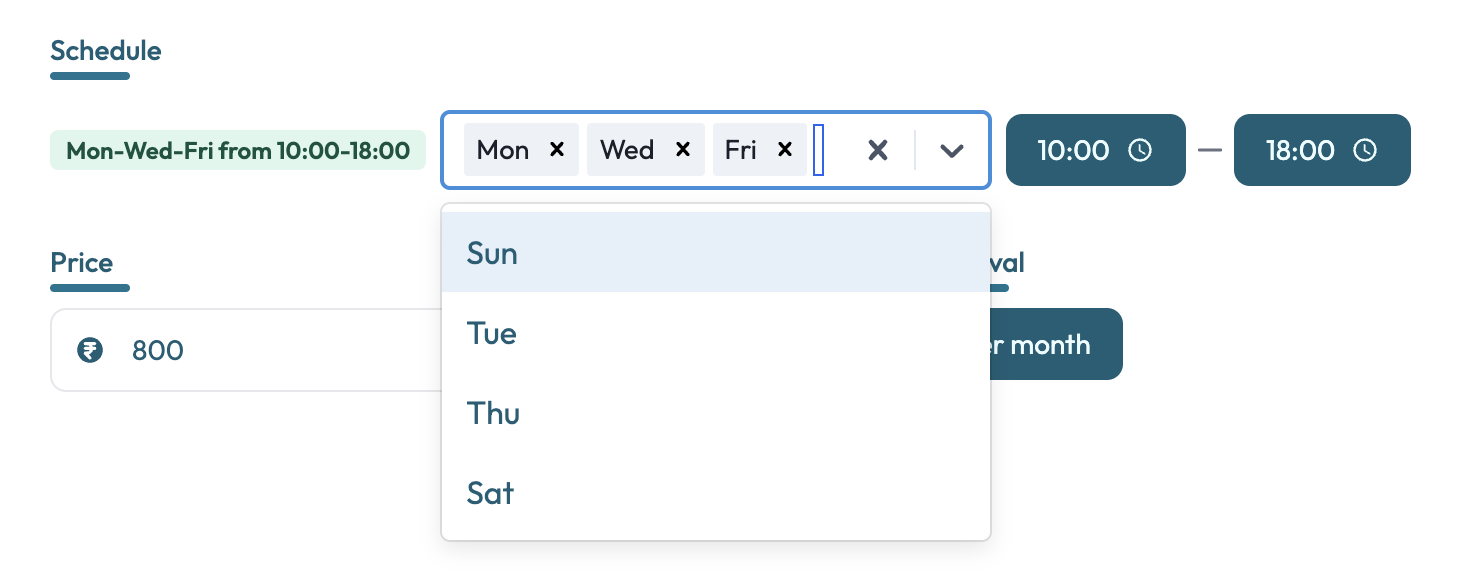 Schedule
Mon-Wed-Fri from 10:00-18:00
Mon Wed Fri
10:00 — 18:00
Sun
Price
val
Tue
₹ 800
er month
Thu
Sat